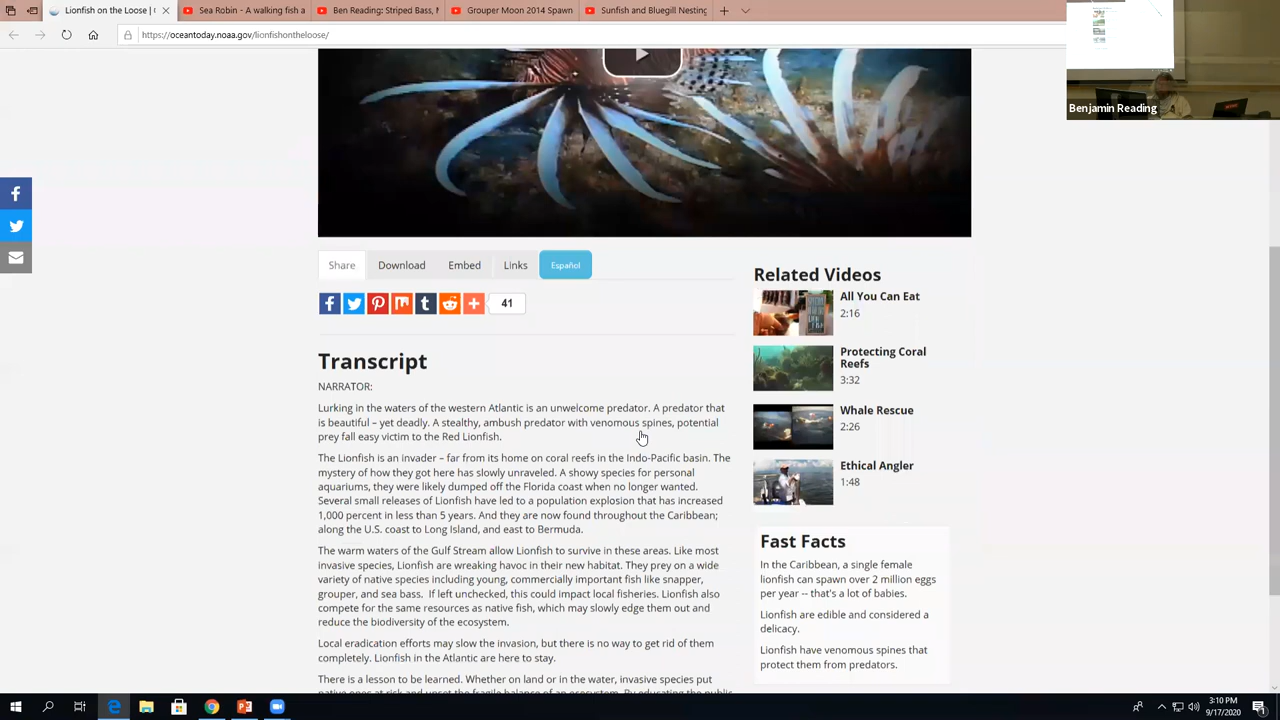 Lionfish on the Loose |
Sea Robin - A walking fish a
Ben Reading: Striped Bass, M
Grouper Moon 2014 Spawn
Sunfish and Bluegill Nesting
https://oceantoday.noaa.gov/lionfishontheloose/
Benjamin Reading
Share
Download
Embed
Links
Español
41
Transcript
NARRATOR:
Lurking in the waters of the western Atlantic is an unwelcome predator. A predator that
is beautiful – yet deadly. A stealthy, ambush predator with venomous spines, potential
prey fall easy victim to the Red Lionfish.
The Lionfish is an invader – far from its home on coral reefs in the Indo-Pacific basin. The
mystery of how they got here has slowly unraveled. A showy species for personal
aquariums, they were likely dumped off the Florida coast when no longer wanted.
Several small releases of Lionfish have led to a population explosion that has increased
1,000 percent in less than 5 years. And they are now found throughout the Caribbean;
along the U.S. coast to Long Island, and east to Bermuda.
The warm waters of the Gulf Stream allow Lionfish to survive in these areas. Like most
invasive species, Lionfish are wreaking havoc in their new habitat. They prey on a wide
variety of native species including young, commercially important fish like snapper,
grouper, and sea bass. If left unchecked, this could impact local fisheries. Lionfish also
compete for the same resources as native fish, which may slowly edge them out and
reduce the biodiversity of the ecosystem.
Local eradication efforts may slow the invasion, but there is no way to get rid of them
completely. Lionfish in the Atlantic are here to stay.
There is a lesson to be learned. Whether on land or in the water, invasive species put
native ones at risk and upset the fragile balance of an ecosystem. By educating the public
Related Videos
All You Can Eat
2:16
Protecting Coral
Reefs
3:32
Whale Rescue
2:26
Ethical Angler
1:48
Fast Facts
In the Caribbean, a single female
lionfish can spawn over 2 million eggs
per year -- that's a lot of babies.
Lionfish are edible and considered a
delicacy.
Lionfish have venomous spines that
protect them from predators.
3:10 PM
9/17/2020